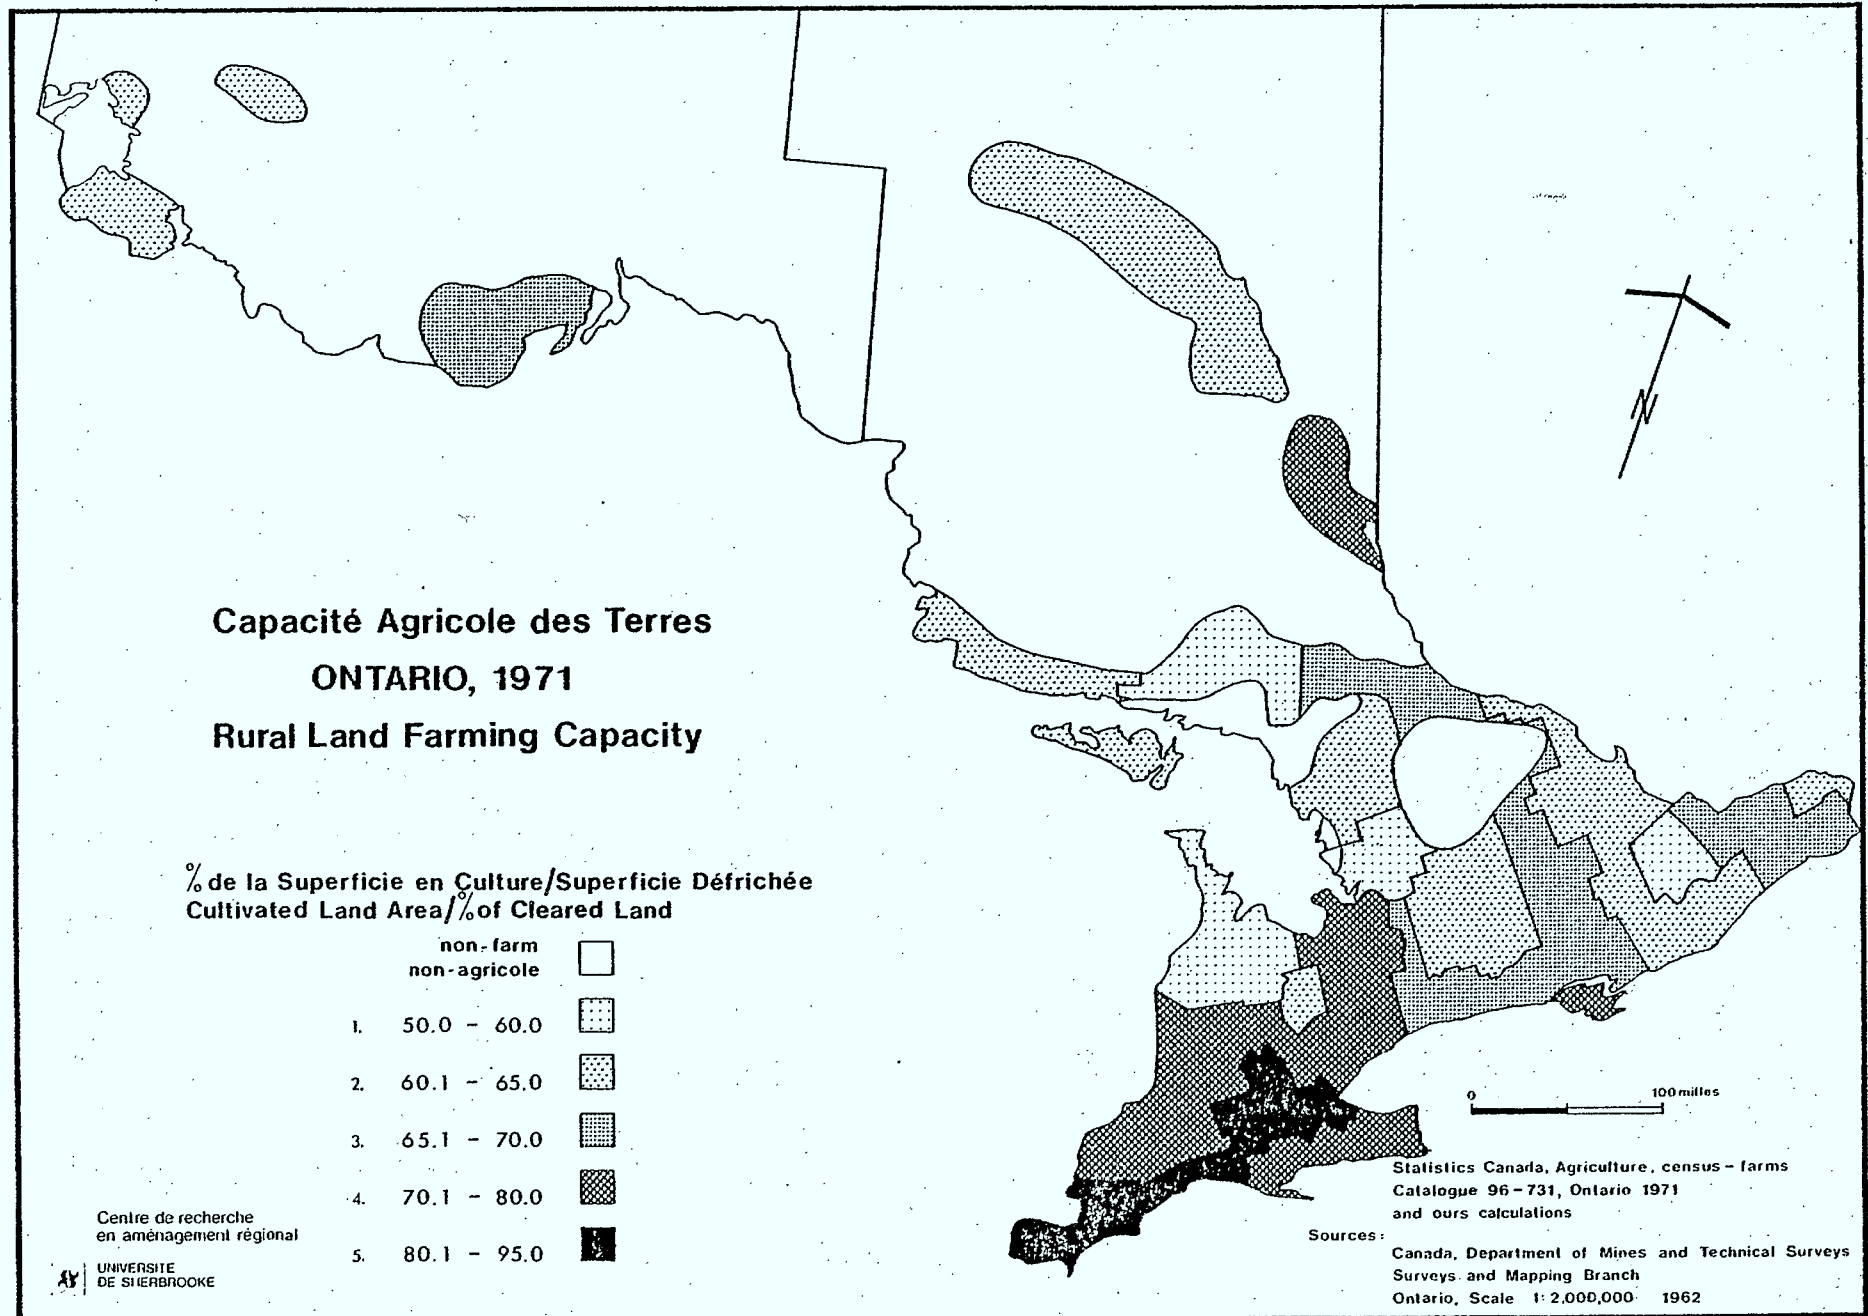 Capacité Agricole des Terres
ONTARIO, 1971
Rural Land Farming Capacity
% de la Superficie en Culture/Superficie Défrichée
Cultivated Land Area/% of Cleared Land
non-farm
non-agricole
1. 50.0 - 60.0
2. 60.1 - 65.0
3. 65.1 - 70.0
4. 70.1 - 80.0
5. 80.1 - 95.0
Centre de recherche
en aménagement régional
UNIVERSITE
DE SHERBROOKE
N
0 100 milles
Statistics Canada, Agriculture, census - farms
Catalogue 96-731, Ontario 1971
and ours calculations
Sources:
Canada, Department of Mines and Technical Surveys
Surveys and Mapping Branch
Ontario, Scale 1:2,000,000 1962